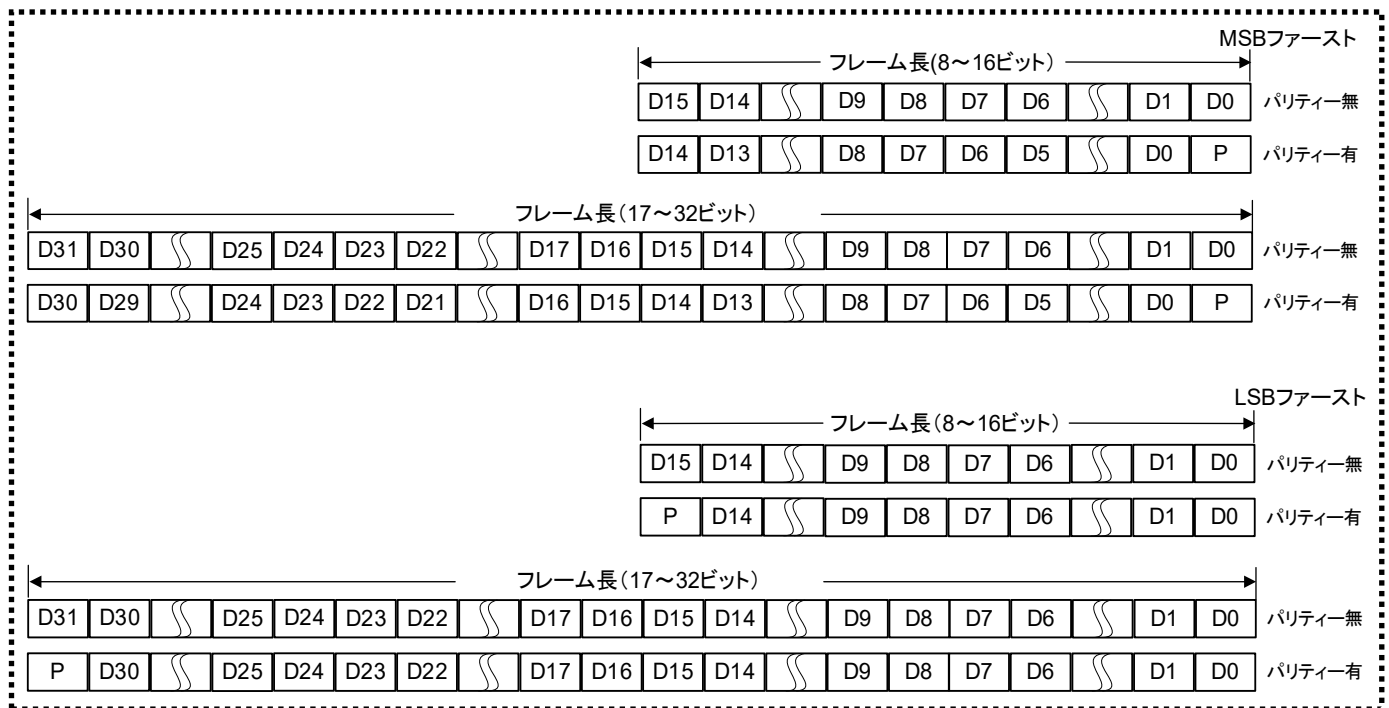 MSBファースト
フレーム長(8～16ビット)
D15 D14 D9 D8 D7 D6 D1 D0 パリティー無
D14 D13 D8 D7 D6 D5 D0 P パリティー有
フレーム長(17～32ビット)
D31 D30 D25 D24 D23 D22 D17 D16 D15 D14 D9 D8 D7 D6 D1 D0 パリティー無
D30 D29 D24 D23 D22 D21 D16 D15 D14 D13 D8 D7 D6 D5 D0 P パリティー有
LSBファースト
フレーム長(8～16ビット)
D15 D14 D9 D8 D7 D6 D1 D0 パリティー無
P D14 D9 D8 D7 D6 D1 D0 パリティー有
フレーム長(17～32ビット)
D31 D30 D25 D24 D23 D22 D17 D16 D15 D14 D9 D8 D7 D6 D1 D0 パリティー無
P D30 D25 D24 D23 D22 D17 D16 D15 D14 D9 D8 D7 D6 D1 D0 パリティー有